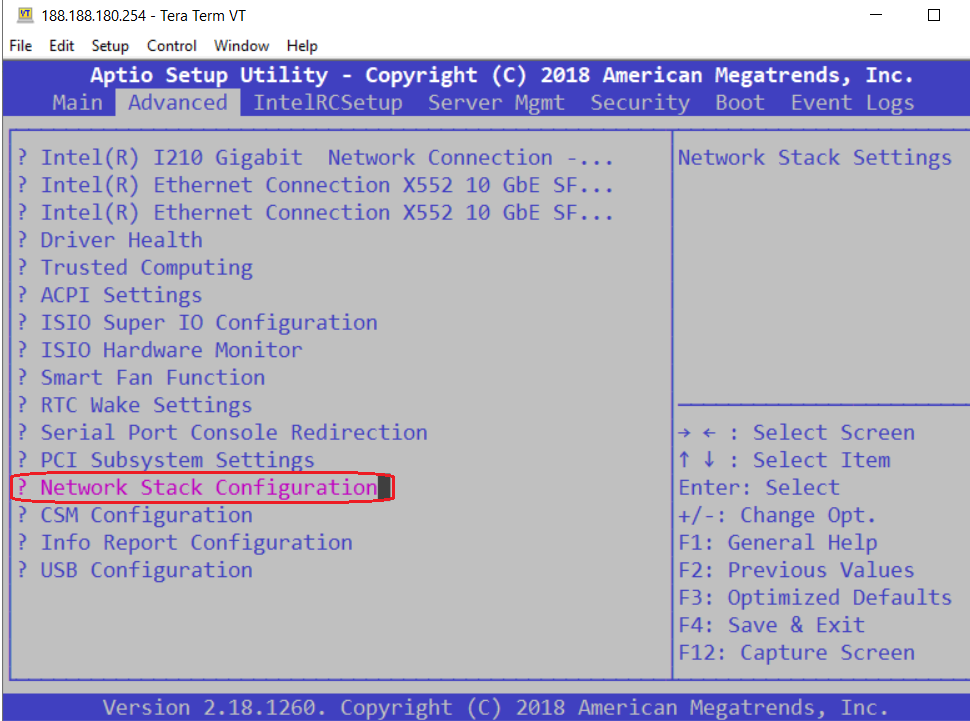 188.188.180.254 - Tera Term VT
File Edit Setup Control Window Help
Aptio Setup Utility - Copyright (C) 2018 American Megatrends, Inc.
Main Advanced IntelRCSetup Server Mgmt Security Boot Event Logs
? Intel(R) I210 Gigabit  Network Connection -...
? Intel(R) Ethernet Connection X552 10 GbE SF...
? Intel(R) Ethernet Connection X552 10 GbE SF...
? Driver Health
? Trusted Computing
? ACPI Settings
? ISIO Super IO Configuration
? ISIO Hardware Monitor
? Smart Fan Function
? RTC Wake Settings
? Serial Port Console Redirection
? PCI Subsystem Settings
? Network Stack Configuration
? CSM Configuration
? Info Report Configuration
? USB Configuration
Network Stack Settings
→ ← : Select Screen
↑ ↓ : Select Item
Enter: Select
+/-: Change Opt.
F1: General Help
F2: Previous Values
F3: Optimized Defaults
F4: Save & Exit
F12: Capture Screen
Version 2.18.1260. Copyright (C) 2018 American Megatrends, Inc.